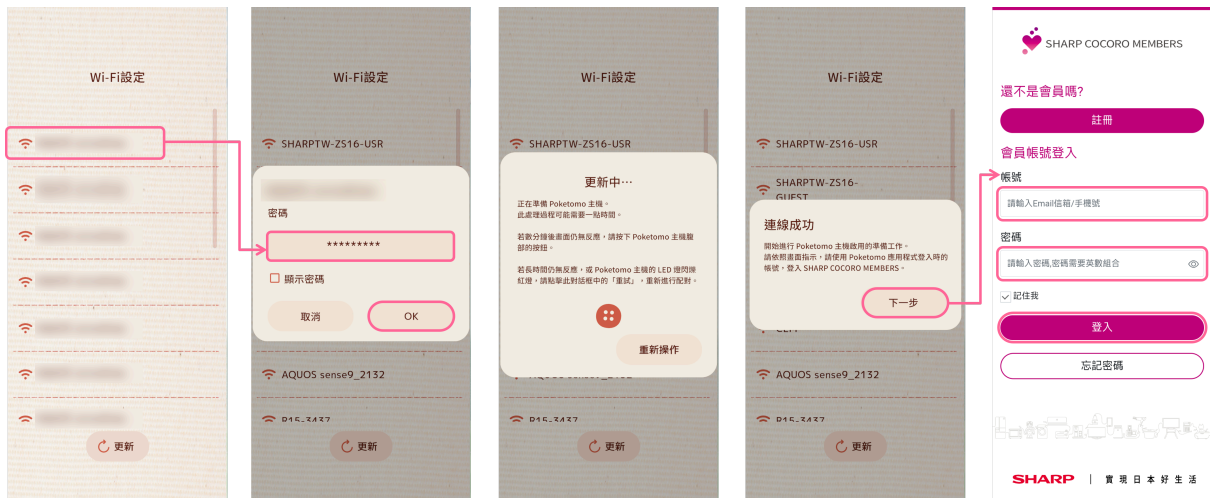 Wi-Fi設定
更新
Wi-Fi設定
SHARPTW-ZS16-USR
密碼
*********
顯示密碼
取消
OK
AQUOS sense9_2132
R15-3437
更新
Wi-Fi設定
SHARPTW-ZS16-USR
更新中…
正在準備 Poketomo 主機。
此處理過程可能需要一點時間。
若數分鐘後畫面仍無反應，請按下 Poketomo 主機腹
部的按鈕。
若長時間仍無反應，或 Poketomo 主機的 LED 燈閃爍
紅燈，請點擊此對話框中的「重試」，重新進行配對。
重新操作
R15-3437
更新
Wi-Fi設定
SHARPTW-ZS16-USR
SHARPTW-ZS16-
GUEST
連線成功
開始進行 Poketomo 主機啟用的準備工作。
請依照畫面指示，請使用 Poketomo 應用程式登入時的
帳號，登入 SHARP COCORO MEMBERS。
下一步
AQUOS sense9_2132
R15-3437
更新
SHARP COCORO MEMBERS
還不是會員嗎?
註冊
會員帳號登入
帳號
請輸入Email信箱/手機號
密碼
請輸入密碼,密碼需要英數組合
記住我
登入
忘記密碼
SHARP | 實現日本好生活